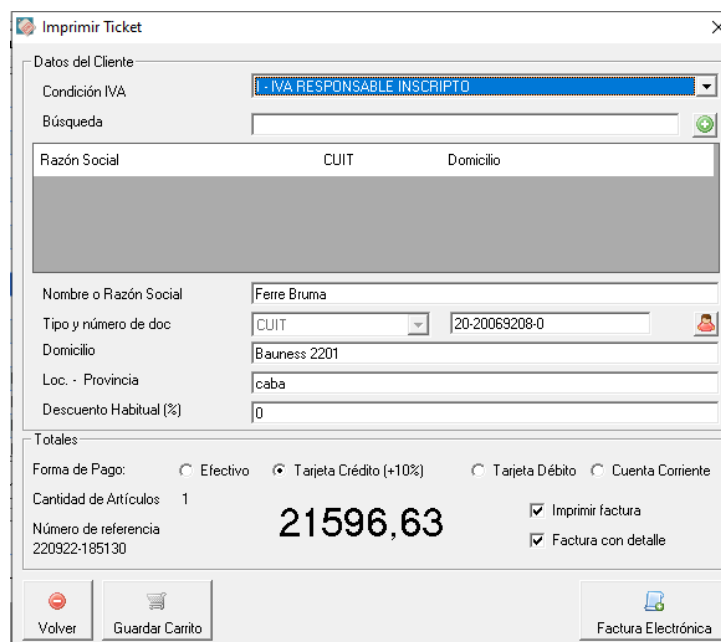 Imprimir Ticket
Datos del Cliente
Condición IVA
I - IVA RESPONSABLE INSCRIPTO
Búsqueda
Razón Social CUIT Domicilio
Nombre o Razón Social Ferre Bruma
Tipo y número de doc CUIT 20-20069208-0
Domicilio Bauness 2201
Loc. - Provincia caba
Descuento Habitual (%) 0
Totales
Forma de Pago: Efectivo Tarjeta Crédito (+10%) Tarjeta Débito Cuenta Corriente
Cantidad de Artículos 1
21596,63
Imprimir factura
Número de referencia
220922-185130
Factura con detalle
Volver Guardar Carrito Factura Electrónica